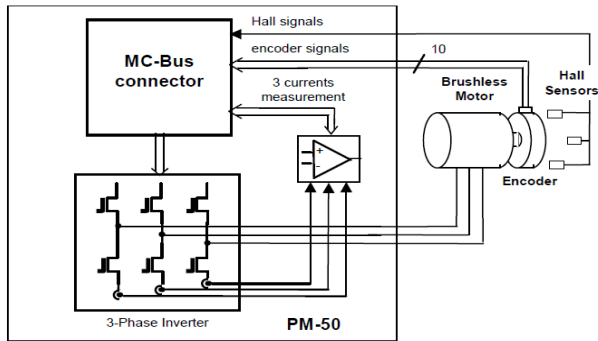 Hall signals
encoder signals
10
MC-Bus
connector
3 currents
measurement
Brushless
Motor
Hall
Sensors
+
-
Encoder
3-Phase Inverter
PM-50